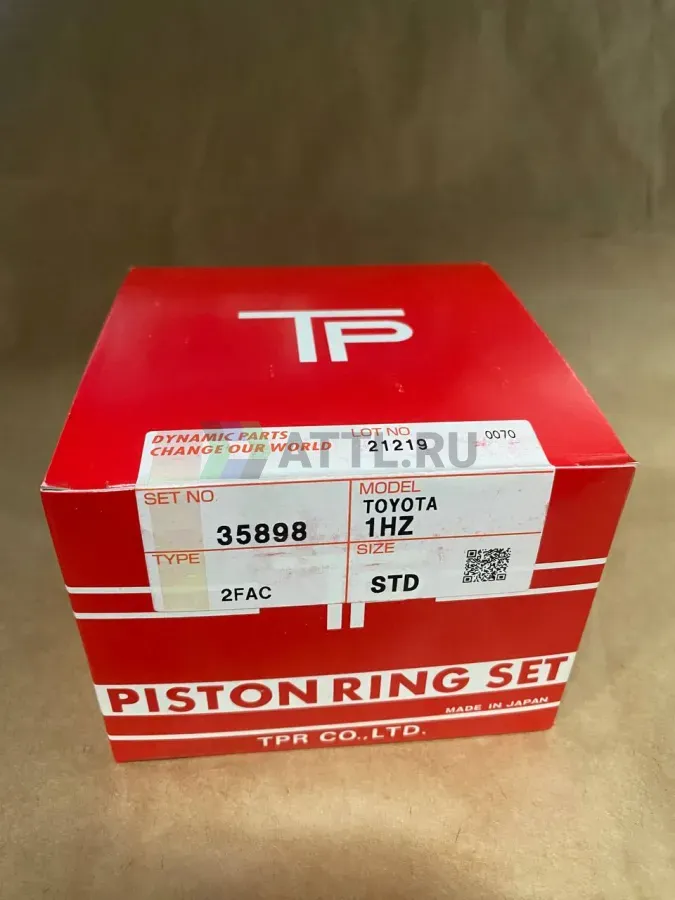 TP
DYNAMIC PARTS
CHANGE OUR WORLD
LOT NO
21219
0070
ATTL.RU
SET NO.
35898
MODEL
TOYOTA
1HZ
TYPE
2FAC
SIZE
STD
PISTON RING SET
MADE IN JAPAN
TPR CO.,LTD.